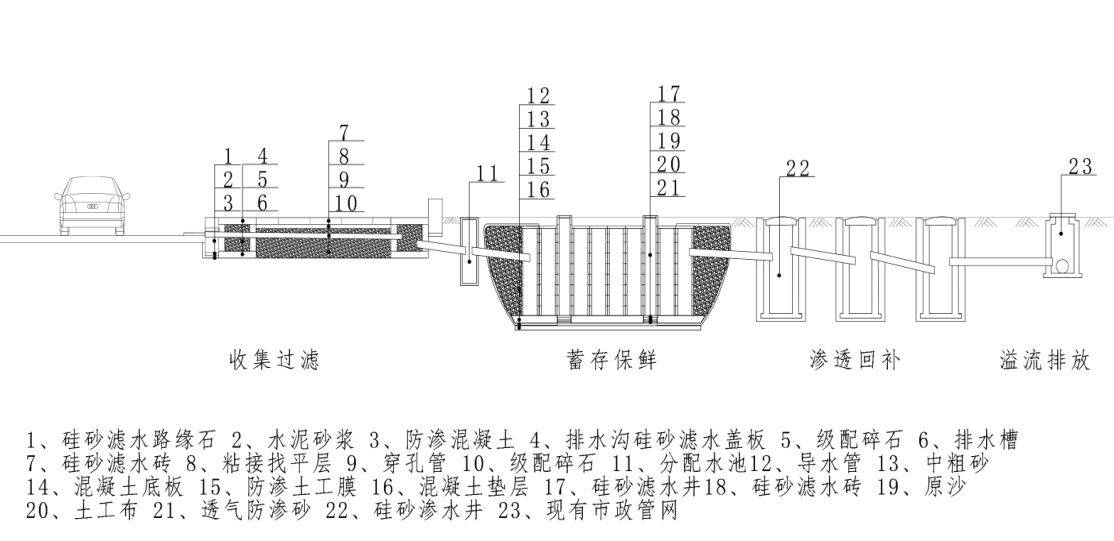 12
13
14
15
16
17
18
19
20
21
7
8
9
10
1
2
3
4
5
6
11
22
23
收集过滤
蓄存保鲜
渗透回补
溢流排放
1、硅砂滤水路缘石 2、水泥砂浆 3、防渗混凝土 4、排水沟硅砂滤水盖板 5、级配碎石 6、排水槽
7、硅砂滤水砖 8、粘接找平层 9、穿孔管 10、级配碎石 11、分配水池12、导水管 13、中粗砂
14、混凝土底板 15、防渗土工膜 16、混凝土垫层 17、硅砂滤水井18、硅砂滤水砖 19、原沙
20、土工布 21、透气防渗砂 22、硅砂渗水井 23、现有市政管网